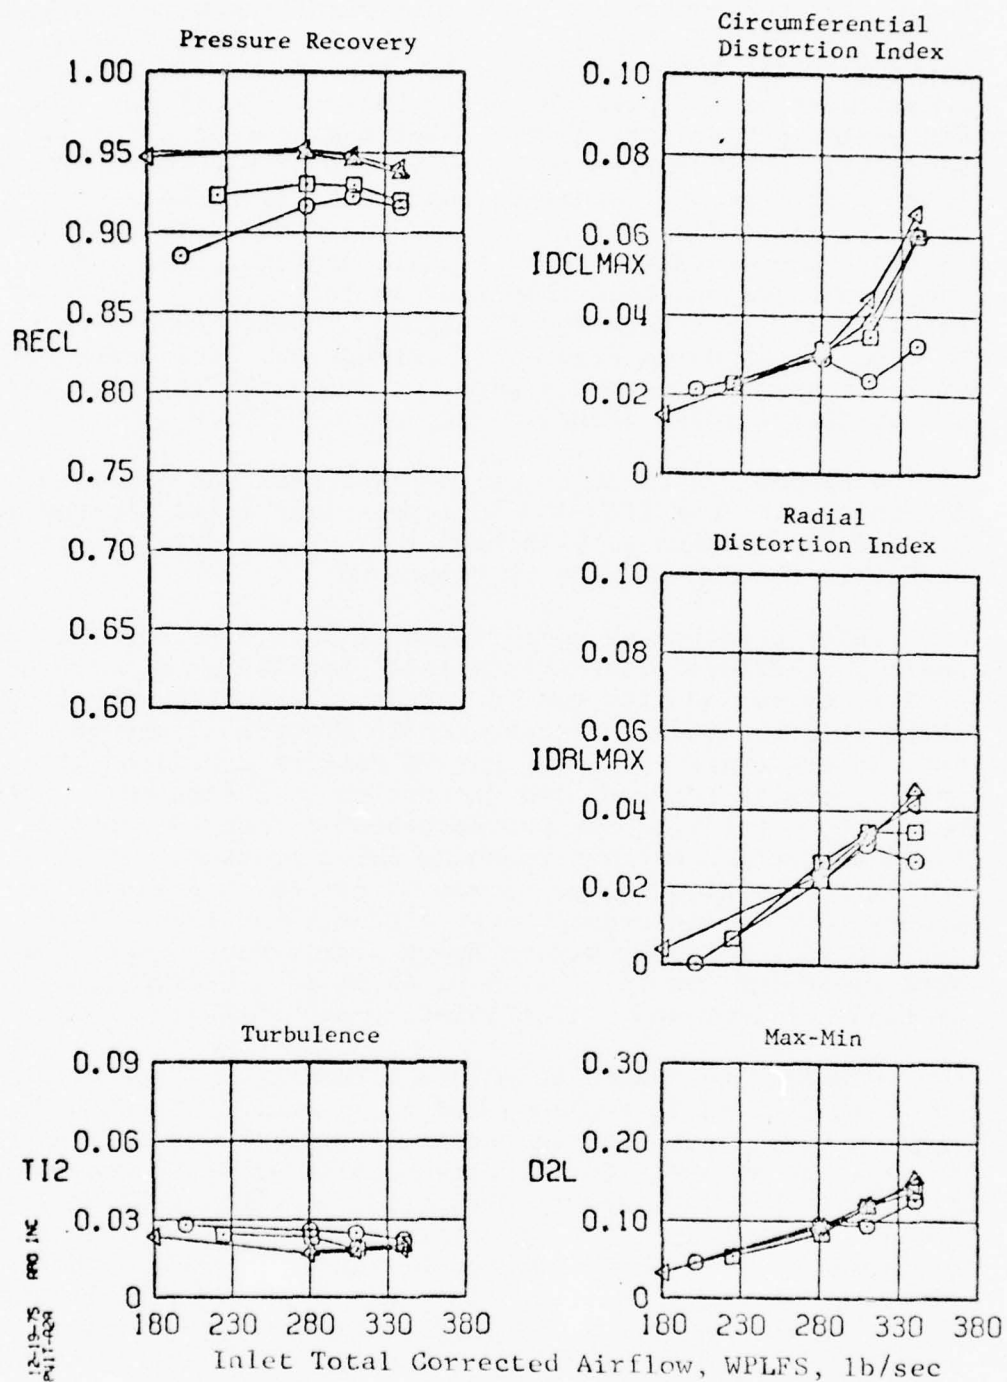 Pressure Recovery
1.00
0.95
0.90
0.85
RECL
0.80
0.75
0.70
0.65
0.60
Circumferential
Distortion Index
0.10
0.08
0.06
IDCLMAX
0.04
0.02
0
Radial
Distortion Index
0.10
0.08
0.06
IDRLMAX
0.04
0.02
0
Turbulence
0.09
0.06
TI2
0.03
0
180 230 280 330 380
Max-Min
0.30
0.20
D2L
0.10
0
180 230 280 330 380
Inlet Total Corrected Airflow, WPLFS, lb/sec
12-19-75 ARO INC